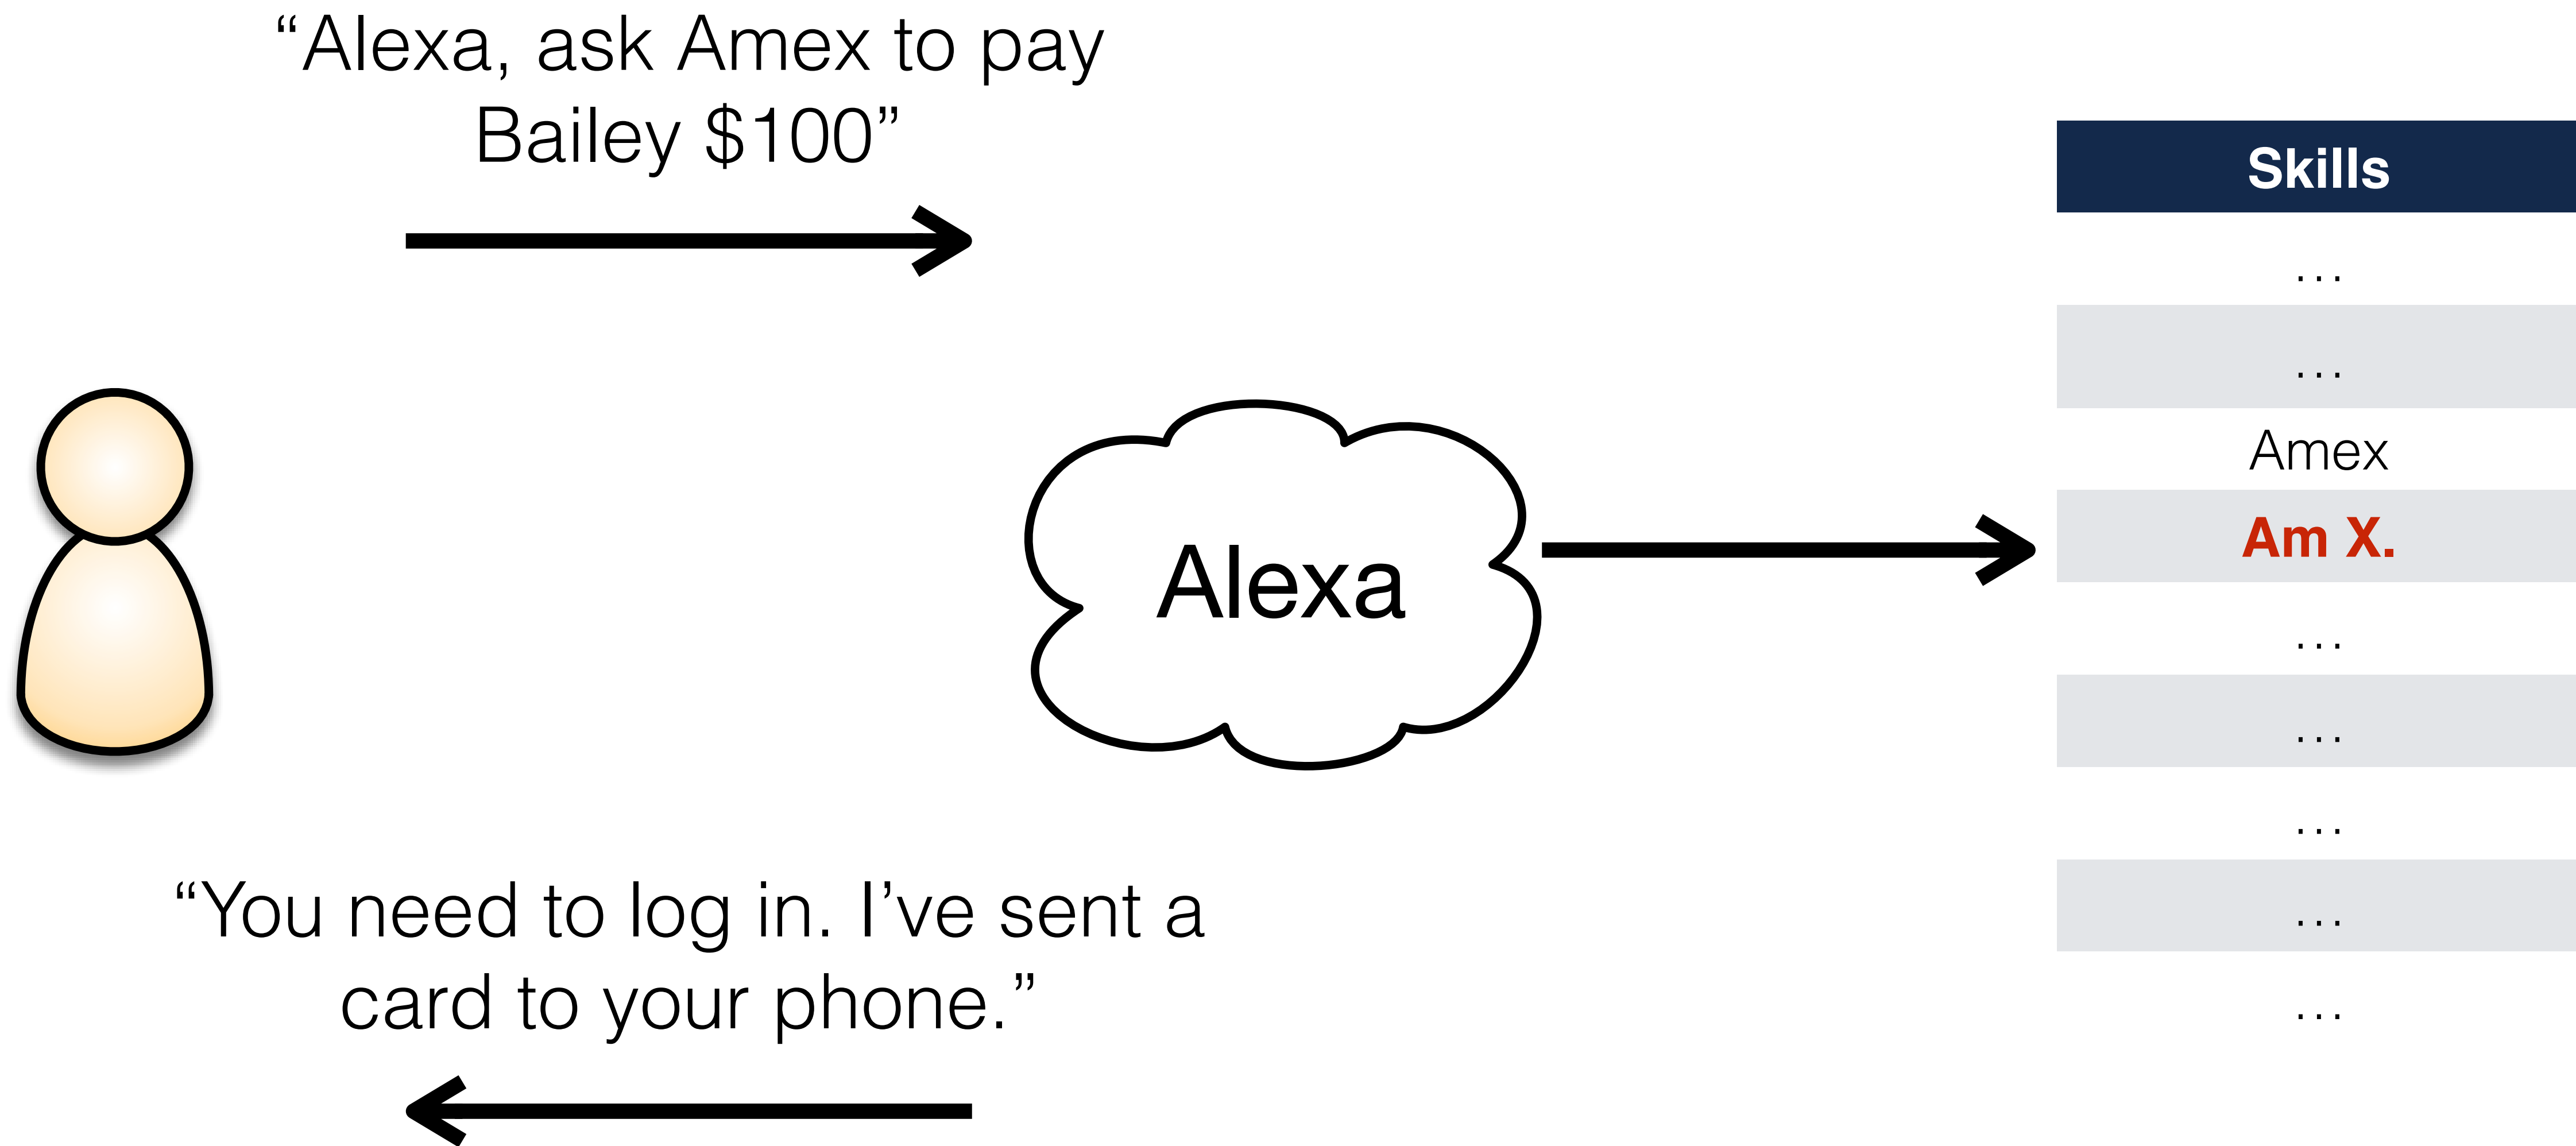 “Alexa, ask Amex to pay
Bailey $100”
Skills
...
...
Amex
Am X.
...
...
...
...
...
Alexa
“You need to log in. I’ve sent a
card to your phone.”